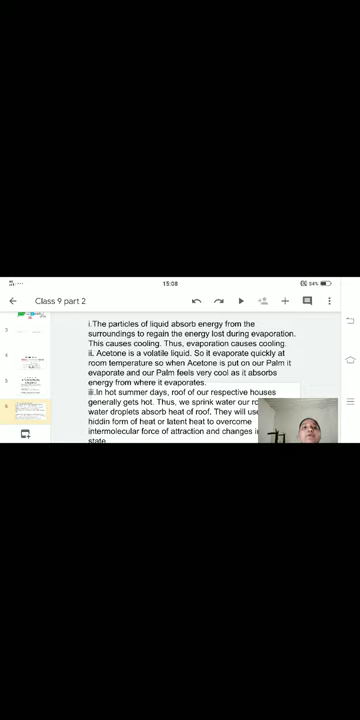 15:08
54%
Class 9 part 2
i.The particles of liquid absorb energy from the
surroundings to regain the energy lost during evaporation.
This causes cooling. Thus, evaporation causes cooling.
ii. Acetone is a volatile liquid. So it evaporate quickly at
room temperature so when Acetone is put on our Palm it
evaporate and our Palm feels very cool as it absorbs
energy from where it evaporates.
iii.In hot summer days, roof of our respective houses
generally gets hot. Thus, we sprink water our
water droplets absorb heat of roof. They will use
hiddin form of heat or latent heat to overcome
intermolecular force of attraction and changes
state
3
4
5
6